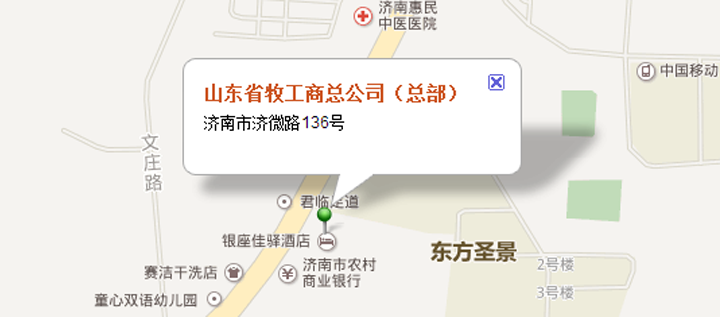 济南惠民
中医医院
中国移动
山东省牧工商总公司（总部）
济南市济微路136号
文庄路
君临足道
银座佳驿酒店
东方圣景
赛洁干洗店
济南市农村
商业银行
2号楼
童心双语幼儿园
3号楼